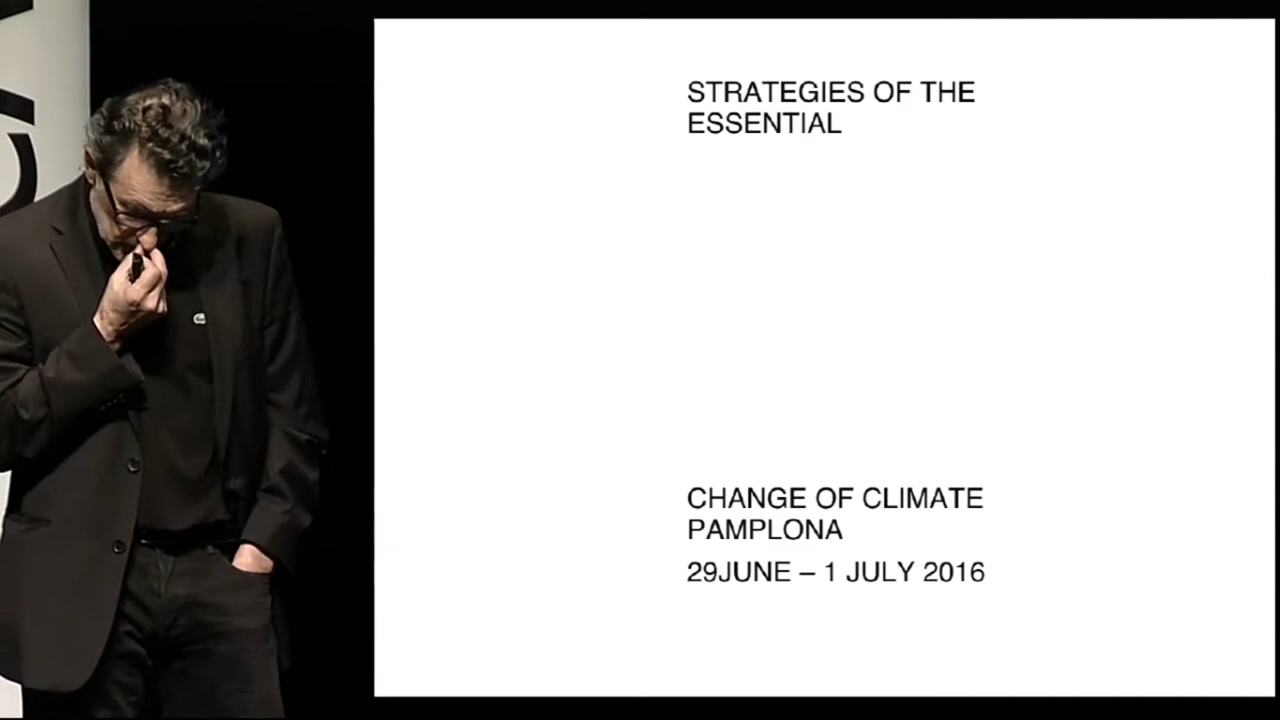 STRATEGIES OF THE
ESSENTIAL
CHANGE OF CLIMATE
PAMPLONA
29JUNE – 1 JULY 2016